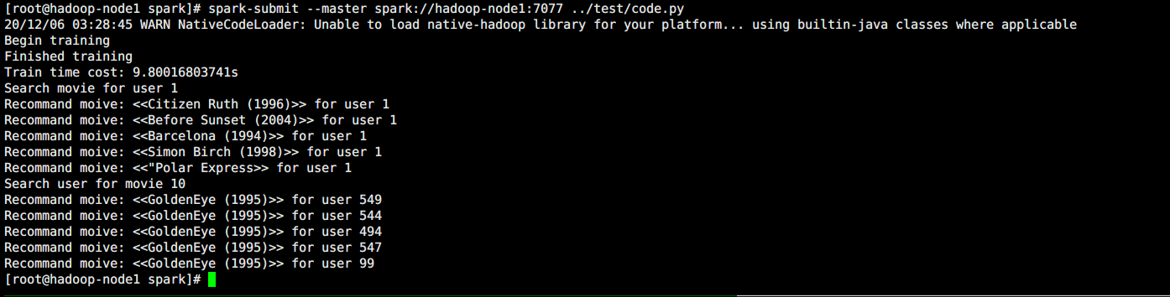 [root@hadoop-node1 spark]# spark-submit --master spark://hadoop-node1:7077 ../test/code.py
20/12/06 03:28:45 WARN NativeCodeLoader: Unable to load native-hadoop library for your platform... using builtin-java classes where applicable
Begin training
Finished training
Train time cost: 9.80016803741s
Search movie for user 1
Recommand moive: <<Citizen Ruth (1996)>> for user 1
Recommand moive: <<Before Sunset (2004)>> for user 1
Recommand moive: <<Barcelona (1994)>> for user 1
Recommand moive: <<Simon Birch (1998)>> for user 1
Recommand moive: <<"Polar Express>> for user 1
Search user for movie 10
Recommand moive: <<GoldenEye (1995)>> for user 549
Recommand moive: <<GoldenEye (1995)>> for user 544
Recommand moive: <<GoldenEye (1995)>> for user 494
Recommand moive: <<GoldenEye (1995)>> for user 547
Recommand moive: <<GoldenEye (1995)>> for user 99
[root@hadoop-node1 spark]#